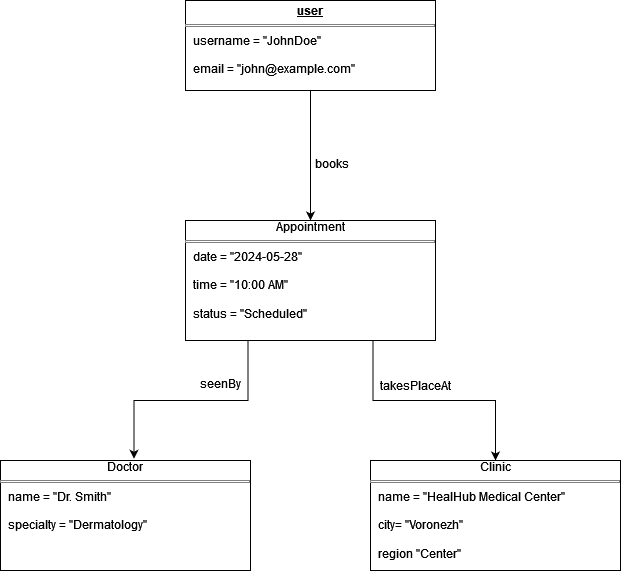 user
username = "JohnDoe"
email = "john@example.com"
books
Appointment
date = "2024-05-28"
time = "10:00 AM"
status = "Scheduled"
seenBy
takesPlaceAt
Doctor
name = "Dr. Smith"
specialty = "Dermatology"
Clinic
name = "HealHub Medical Center"
city= "Voronezh"
region "Center"